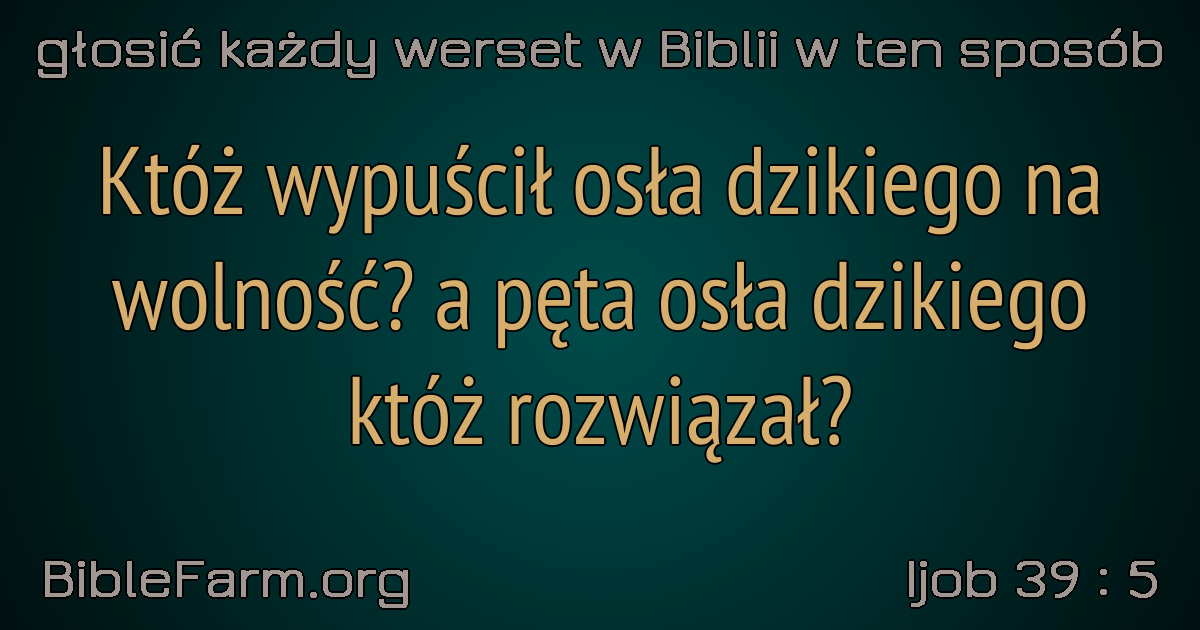 głosić każdy werset w Biblii w ten sposób
Któż wypuścił osła dzikiego na
wolność? a pęta osła dzikiego
któż rozwiązał?
BibleFarm.org
Ijob 39 : 5